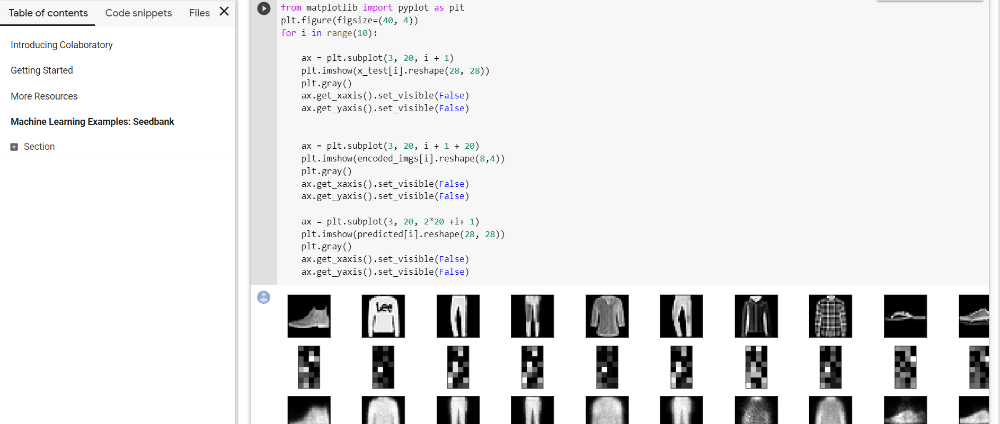 Table of contents
Code snippets
Files
Introducing Colaboratory
Getting Started
More Resources
Machine Learning Examples: Seedbank
Section
from matplotlib import pyplot as plt
plt.figure(figsize=(40, 4))
for i in range(10):
ax = plt.subplot(3, 20, i + 1)
plt.imshow(x_test[i].reshape(28, 28))
plt.gray()
ax.get_xaxis().set_visible(False)
ax.get_yaxis().set_visible(False)
ax = plt.subplot(3, 20, i + 1 + 20)
plt.imshow(encoded_imgs[i].reshape(8,4))
plt.gray()
ax.get_xaxis().set_visible(False)
ax.get_yaxis().set_visible(False)
ax = plt.subplot(3, 20, 2*20 +i+ 1)
plt.imshow(predicted[i].reshape(28, 28))
plt.gray()
ax.get_xaxis().set_visible(False)
ax.get_yaxis().set_visible(False)
Lee